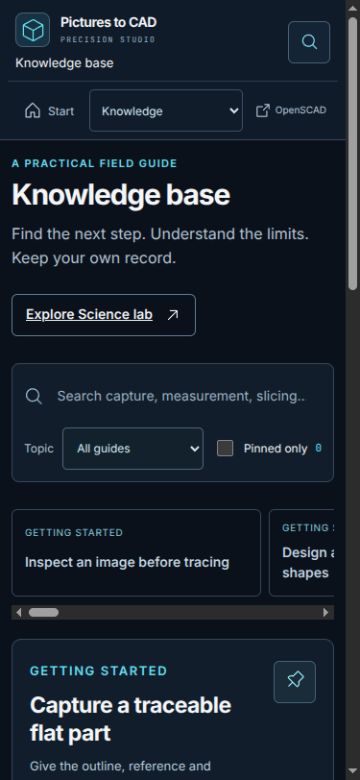 Pictures to CAD
PRECISION STUDIO
Knowledge base
Start
Knowledge
OpenSCAD
A PRACTICAL FIELD GUIDE
Knowledge base
Find the next step. Understand the limits.
Keep your own record.
Explore Science lab
Search capture, measurement, slicing..
Topic
All guides
Pinned only 0
GETTING STARTED
Inspect an image before tracing
GETTING
Design
shapes
GETTING STARTED
Capture a traceable
flat part
Give the outline, reference and